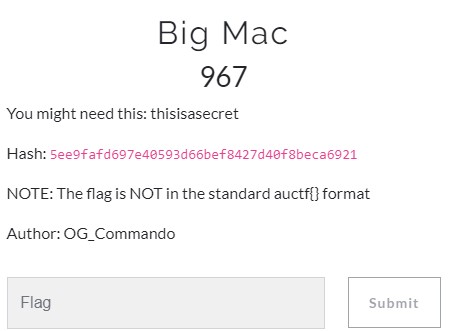 Big Mac
967
You might need this: thisisasecret
Hash: 5ee9fafd697e40593d66bef8427d40f8beca6921
NOTE: The flag is NOT in the standard auctf{} format
Author: OG_Commando
Flag
Submit